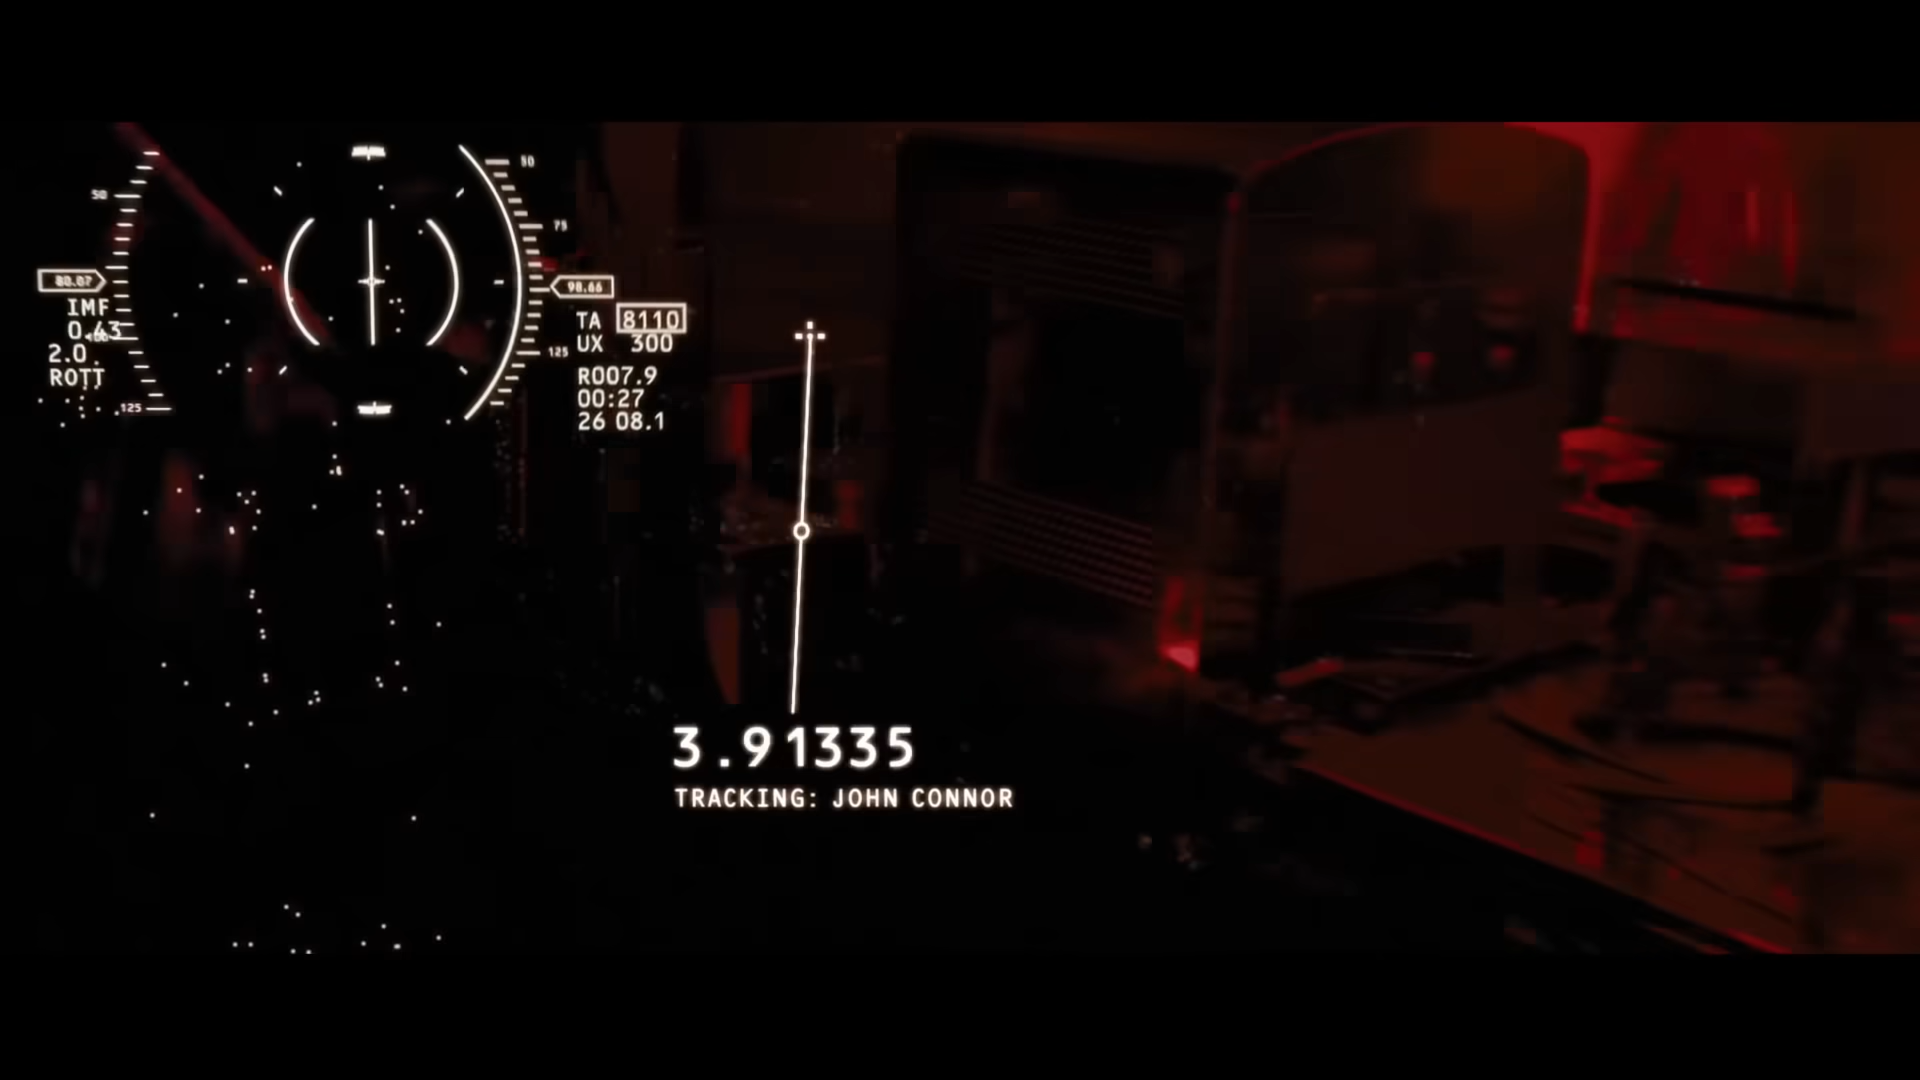 50
50
75
98.66
IMF
0.43
2.0
ROTT
125
TA 8110
UX 300
125
R007.9
00:27
26 08.1
3.91335
TRACKING: JOHN CONNOR